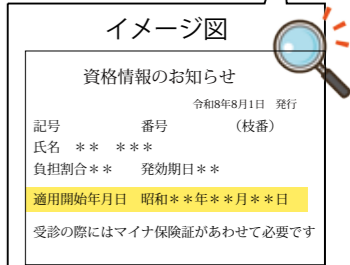 イメージ図
資格情報のお知らせ
令和8年8月1日 発行
記号 番号 (枝番)
氏名 ** ***
負担割合** 発効期日**
適用開始年月日 昭和**年**月**日
受診の際にはマイナ保険証があわせて必要です